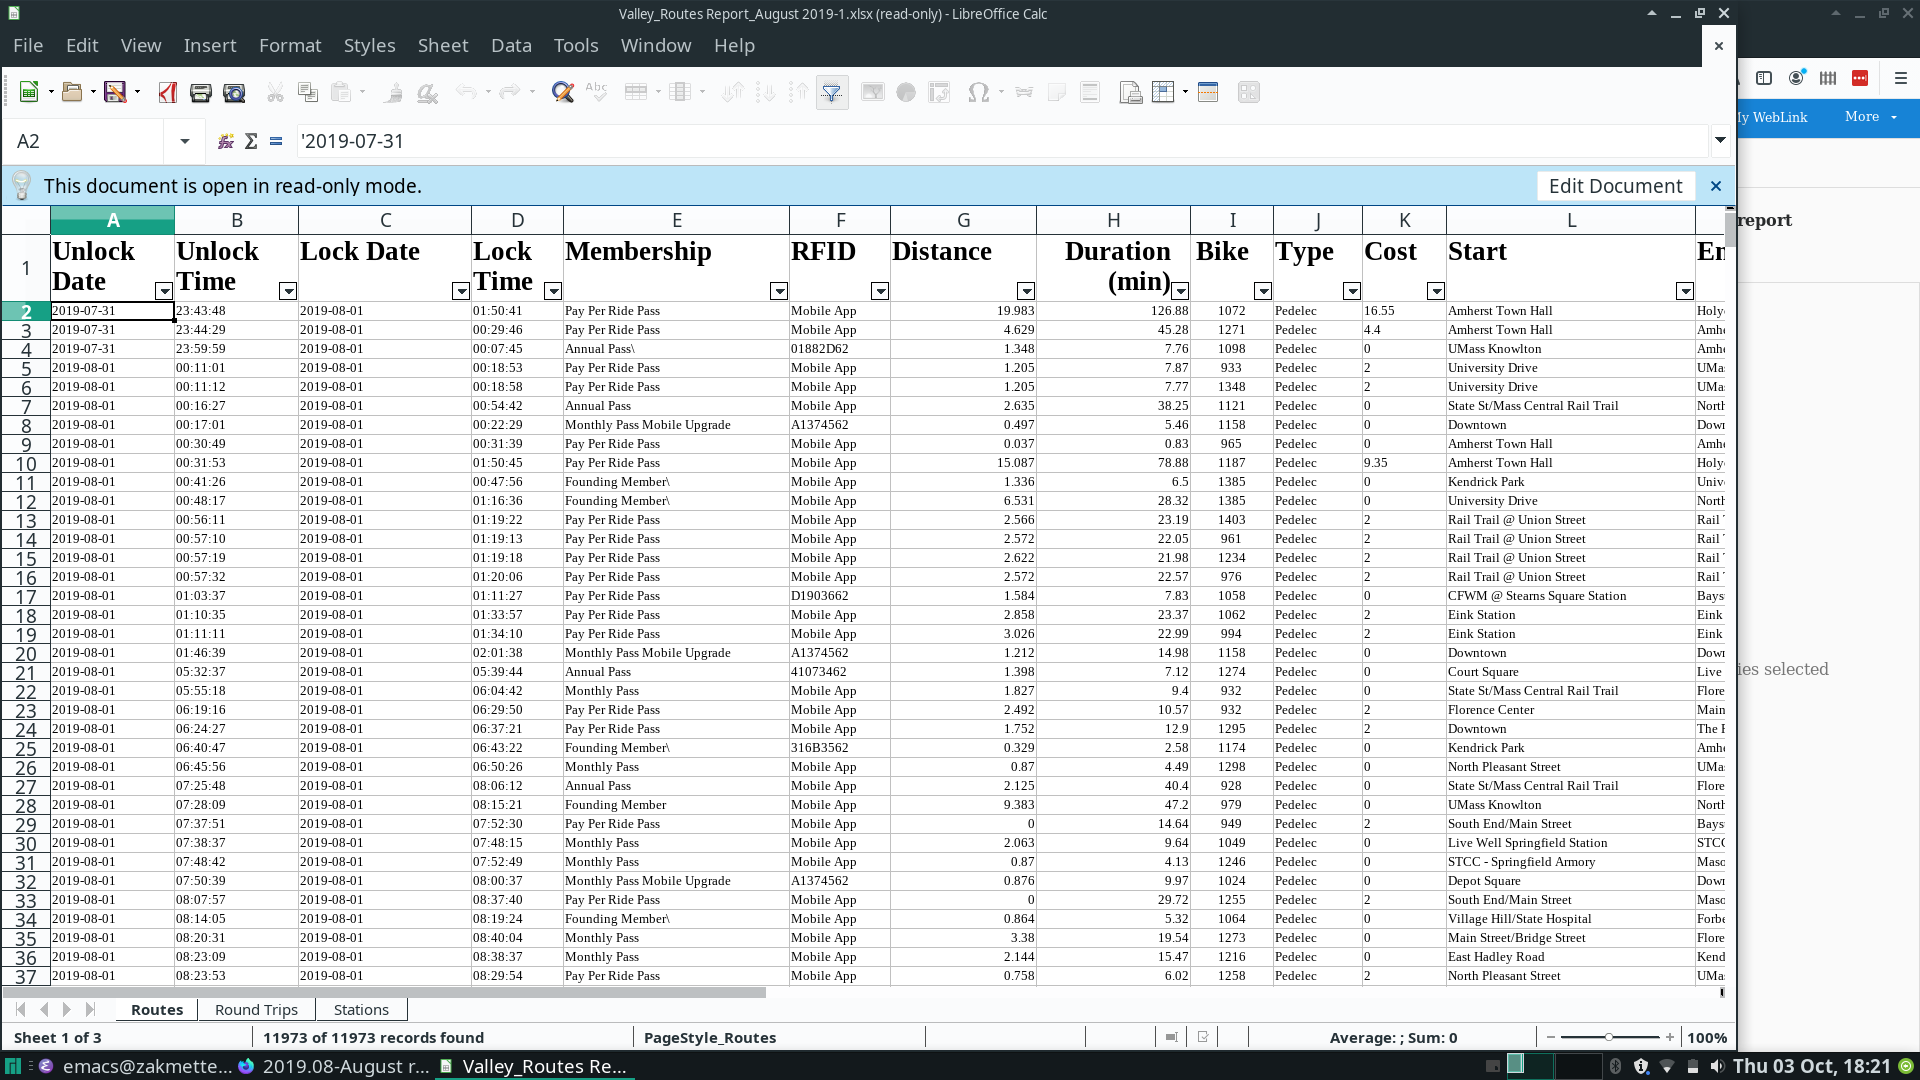 Valley_Routes Report_August 2019-1.xlsx (read-only) - LibreOffice Calc
File Edit View Insert Format Styles Sheet Data Tools Window Help
A2 '2019-07-31
My WebLink More
This document is open in read-only mode. Edit Document
report
A B C D E F G H I J K L
1 Unlock Date Unlock Time Lock Date Lock Time Membership RFID Distance Duration (min) Bike Type Cost Start En
2 2019-07-31 23:43:48 2019-08-01 01:50:41 Pay Per Ride Pass Mobile App 19.983 126.88 1072 Pedelec 16.55 Amherst Town Hall Holy
3 2019-07-31 23:44:29 2019-08-01 00:29:46 Pay Per Ride Pass Mobile App 4.629 45.28 1271 Pedelec 4.4 Amherst Town Hall Amh
4 2019-07-31 23:59:59 2019-08-01 00:07:45 Annual Pass\ 01882D62 1.348 7.76 1098 Pedelec 0 UMass Knowlton Amh
5 2019-08-01 00:11:01 2019-08-01 00:18:53 Pay Per Ride Pass Mobile App 1.205 7.87 933 Pedelec 2 University Drive UMa
6 2019-08-01 00:11:12 2019-08-01 00:18:58 Pay Per Ride Pass Mobile App 1.205 7.77 1348 Pedelec 2 University Drive UMa
7 2019-08-01 00:16:27 2019-08-01 00:54:42 Annual Pass Mobile App 2.635 38.25 1121 Pedelec 0 State St/Mass Central Rail Trail North
8 2019-08-01 00:17:01 2019-08-01 00:22:29 Monthly Pass Mobile Upgrade A1374562 0.497 5.46 1158 Pedelec 0 Downtown Down
9 2019-08-01 00:30:49 2019-08-01 00:31:39 Pay Per Ride Pass Mobile App 0.037 0.83 965 Pedelec 0 Amherst Town Hall Amh
10 2019-08-01 00:31:53 2019-08-01 01:50:45 Pay Per Ride Pass Mobile App 15.087 78.88 1187 Pedelec 9.35 Amherst Town Hall Holy
11 2019-08-01 00:41:26 2019-08-01 00:47:56 Founding Member\ Mobile App 1.336 6.5 1385 Pedelec 0 Kendrick Park Univ
12 2019-08-01 00:48:17 2019-08-01 01:16:36 Founding Member\ Mobile App 6.531 28.32 1385 Pedelec 0 University Drive North
13 2019-08-01 00:56:11 2019-08-01 01:19:22 Pay Per Ride Pass Mobile App 2.566 23.19 1403 Pedelec 2 Rail Trail @ Union Street Rail
14 2019-08-01 00:57:10 2019-08-01 01:19:13 Pay Per Ride Pass Mobile App 2.572 22.05 961 Pedelec 2 Rail Trail @ Union Street Rail
15 2019-08-01 00:57:19 2019-08-01 01:19:18 Pay Per Ride Pass Mobile App 2.622 21.98 1234 Pedelec 2 Rail Trail @ Union Street Rail
16 2019-08-01 00:57:32 2019-08-01 01:20:06 Pay Per Ride Pass Mobile App 2.572 22.57 976 Pedelec 2 Rail Trail @ Union Street Rail
17 2019-08-01 01:03:37 2019-08-01 01:11:27 Pay Per Ride Pass D1903662 1.584 7.83 1058 Pedelec 0 CFWM @ Stearns Square Station Bays
18 2019-08-01 01:10:35 2019-08-01 01:33:57 Pay Per Ride Pass Mobile App 2.858 23.37 1062 Pedelec 2 Eink Station Eink
19 2019-08-01 01:11:11 2019-08-01 01:34:10 Pay Per Ride Pass Mobile App 3.026 22.99 994 Pedelec 2 Eink Station Eink
20 2019-08-01 01:46:39 2019-08-01 02:01:38 Monthly Pass Mobile Upgrade A1374562 1.212 14.98 1158 Pedelec 0 Downtown Down
21 2019-08-01 05:32:37 2019-08-01 05:39:44 Annual Pass 41073462 1.398 7.12 1274 Pedelec 0 Court Square Live
22 2019-08-01 05:55:18 2019-08-01 06:04:42 Monthly Pass Mobile App 1.827 9.4 932 Pedelec 0 State St/Mass Central Rail Trail Flore
23 2019-08-01 06:19:16 2019-08-01 06:29:50 Pay Per Ride Pass Mobile App 2.492 10.57 932 Pedelec 2 Florence Center Main
24 2019-08-01 06:24:27 2019-08-01 06:37:21 Pay Per Ride Pass Mobile App 1.752 12.9 1295 Pedelec 2 Downtown The
25 2019-08-01 06:40:47 2019-08-01 06:43:22 Founding Member\ 316B3562 0.329 2.58 1174 Pedelec 0 Kendrick Park Amh
26 2019-08-01 06:45:56 2019-08-01 06:50:26 Monthly Pass Mobile App 0.87 4.49 1298 Pedelec 0 North Pleasant Street UMa
27 2019-08-01 07:25:48 2019-08-01 08:06:12 Annual Pass Mobile App 2.125 40.4 928 Pedelec 0 State St/Mass Central Rail Trail Flore
28 2019-08-01 07:28:09 2019-08-01 08:15:21 Founding Member Mobile App 9.383 47.2 979 Pedelec 0 UMass Knowlton North
29 2019-08-01 07:37:51 2019-08-01 07:52:30 Pay Per Ride Pass Mobile App 0 14.64 949 Pedelec 2 South End/Main Street Bays
30 2019-08-01 07:38:37 2019-08-01 07:48:15 Monthly Pass Mobile App 2.063 9.64 1049 Pedelec 0 Live Well Springfield Station STCC
31 2019-08-01 07:48:42 2019-08-01 07:52:49 Monthly Pass Mobile App 0.87 4.13 1246 Pedelec 0 STCC - Springfield Armory Maso
32 2019-08-01 07:50:39 2019-08-01 08:00:37 Monthly Pass Mobile Upgrade A1374562 0.876 9.97 1024 Pedelec 0 Depot Square Down
33 2019-08-01 08:07:57 2019-08-01 08:37:40 Pay Per Ride Pass Mobile App 0 29.72 1255 Pedelec 2 South End/Main Street Maso
34 2019-08-01 08:14:05 2019-08-01 08:19:24 Founding Member\ Mobile App 0.864 5.32 1064 Pedelec 0 Village Hill/State Hospital Forbe
35 2019-08-01 08:20:31 2019-08-01 08:40:04 Monthly Pass Mobile App 3.38 19.54 1273 Pedelec 0 Main Street/Bridge Street Flore
36 2019-08-01 08:23:09 2019-08-01 08:38:37 Monthly Pass Mobile App 2.144 15.47 1216 Pedelec 0 East Hadley Road Kend
37 2019-08-01 08:23:53 2019-08-01 08:29:54 Pay Per Ride Pass Mobile App 0.758 6.02 1258 Pedelec 2 North Pleasant Street UMa
ies selected
Routes Round Trips Stations
Sheet 1 of 3 11973 of 11973 records found PageStyle_Routes Average: ; Sum: 0 100%
emacs@zakmette... 2019.08-August r... Valley_Routes Re... Thu 03 Oct, 18:21